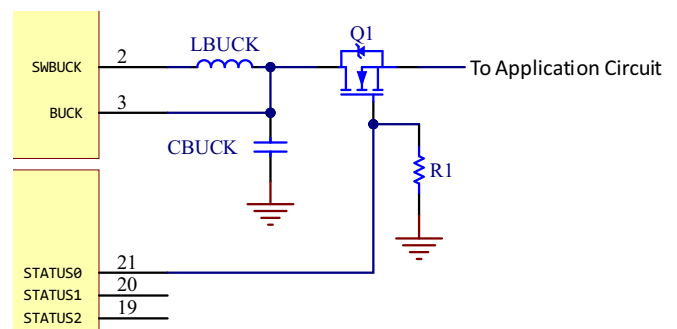 Q1
LBUCK
SWBUCK 2
To Application Circuit
BUCK 3
CBUCK
R1
STATUS0 21
STATUS1 20
STATUS2 19